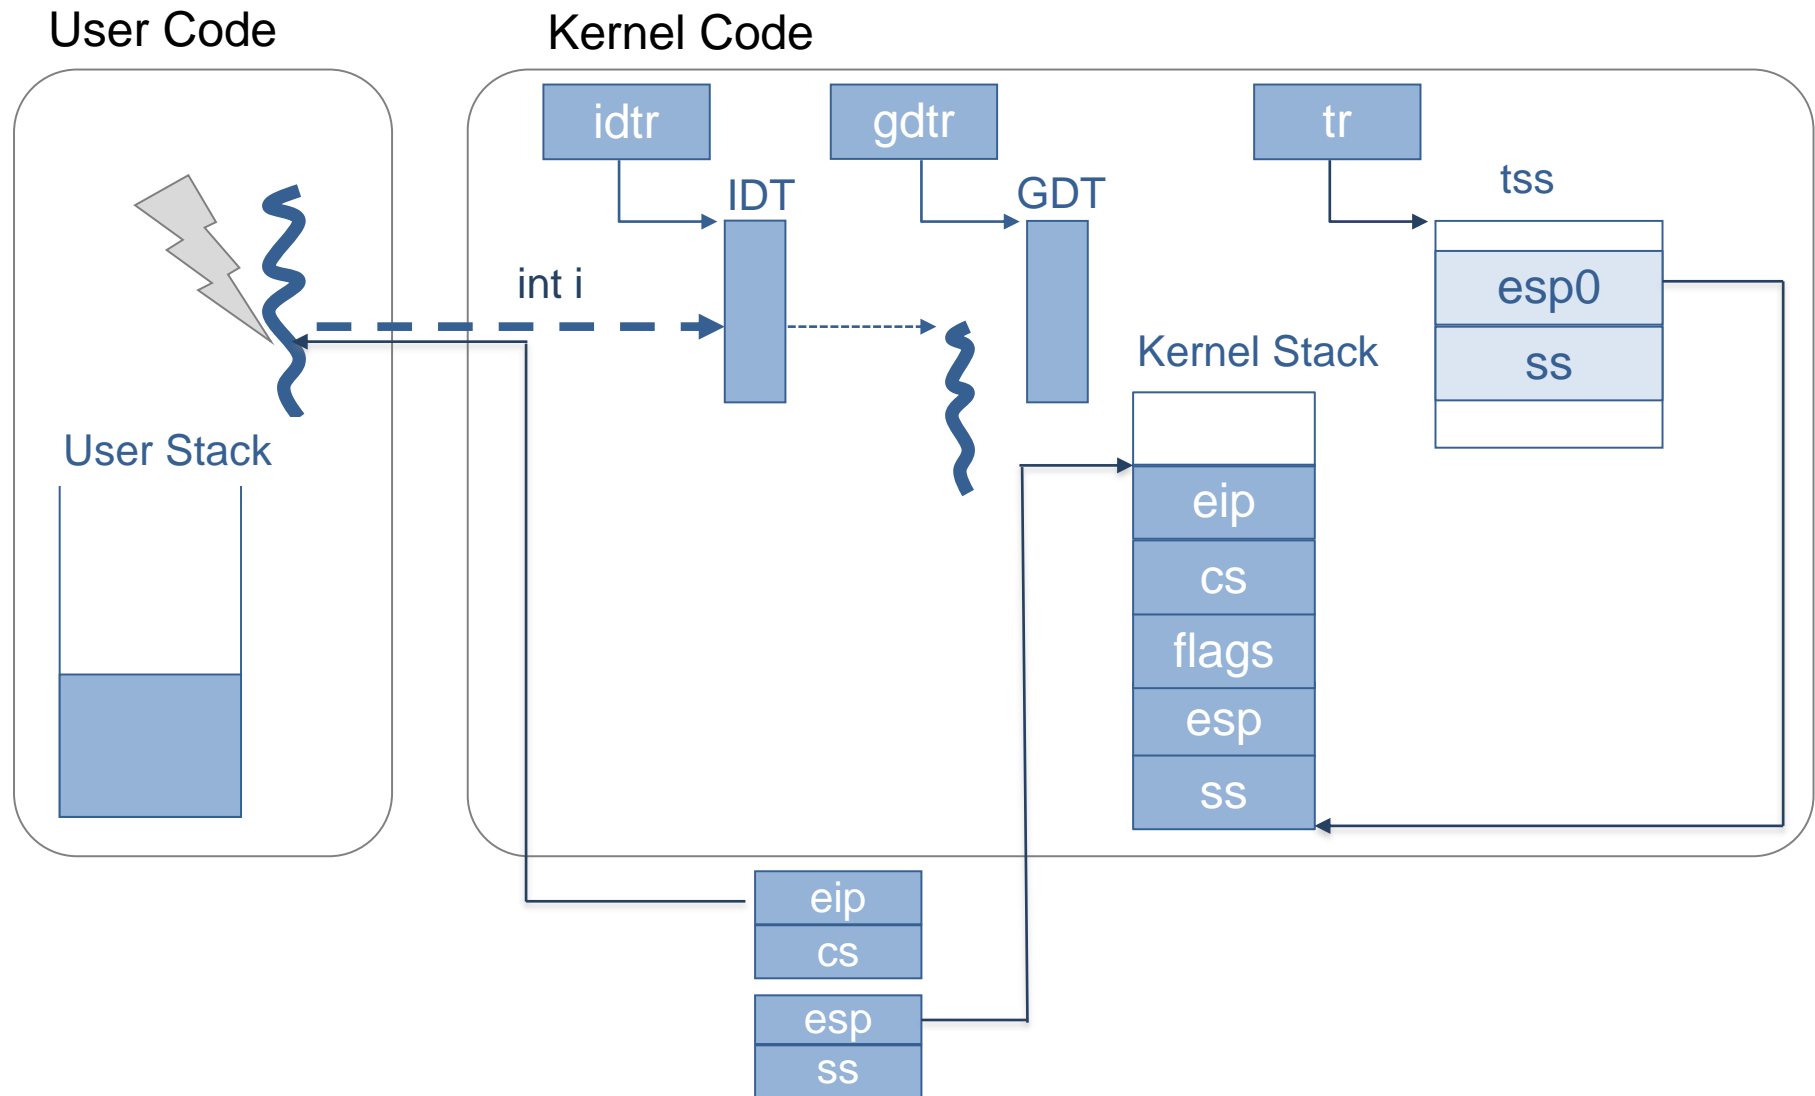 User Code
Kernel Code
idtr
gdtr
tr
IDT
GDT
tss
int i
esp0
Kernel Stack
ss
User Stack
eip
cs
flags
esp
ss
eip
cs
esp
ss